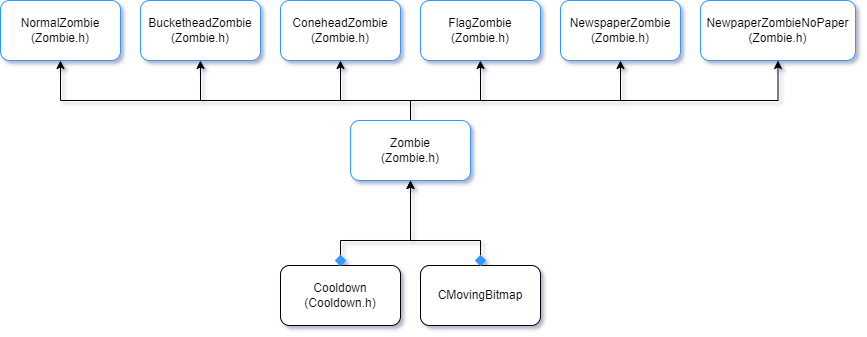 NormalZombie
(Zombie.h)
BucketheadZombie
(Zombie.h)
ConeheadZombie
(Zombie.h)
FlagZombie
(Zombie.h)
NewspaperZombie
(Zombie.h)
NewpaperZombieNoPaper
(Zombie.h)
Zombie
(Zombie.h)
Cooldown
(Cooldown.h)
CMovingBitmap